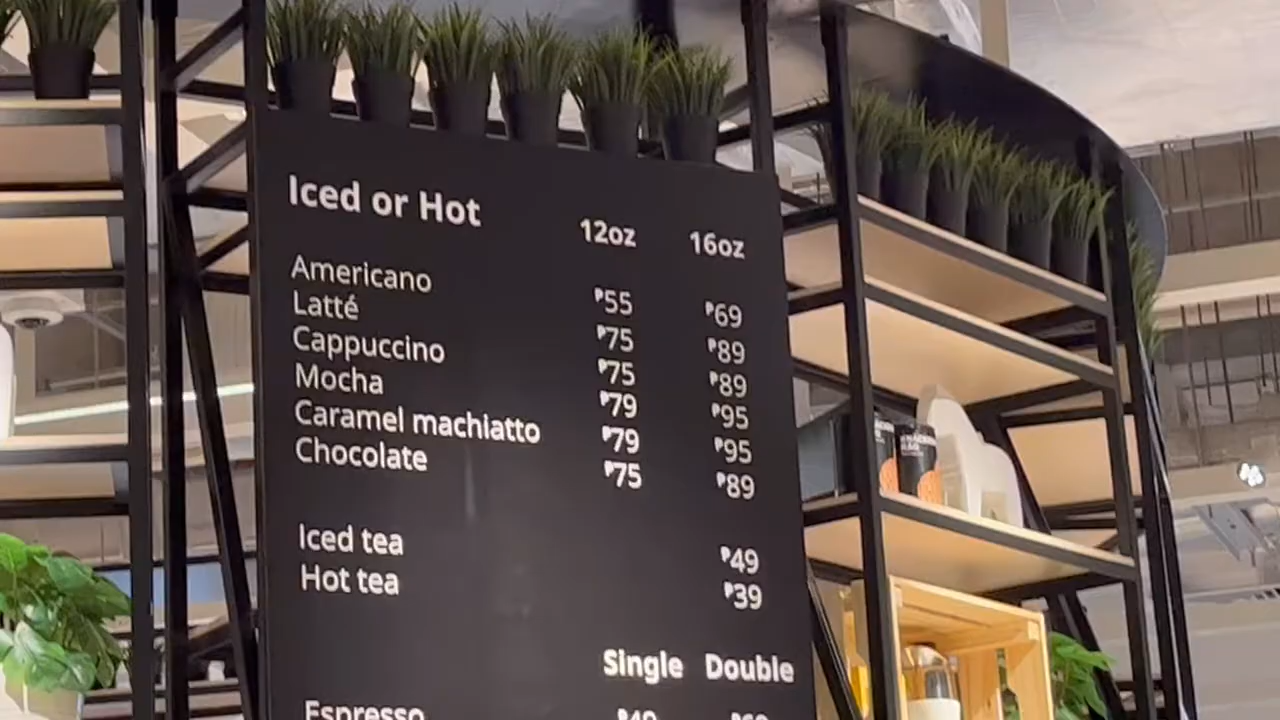 Iced or Hot 12oz 16oz
Americano ₱55 ₱69
Latté ₱75 ₱89
Cappuccino ₱75 ₱89
Mocha ₱79 ₱95
Caramel machiatto ₱79 ₱95
Chocolate ₱75 ₱89
Iced tea ₱49
Hot tea ₱39
Single Double
Espresso